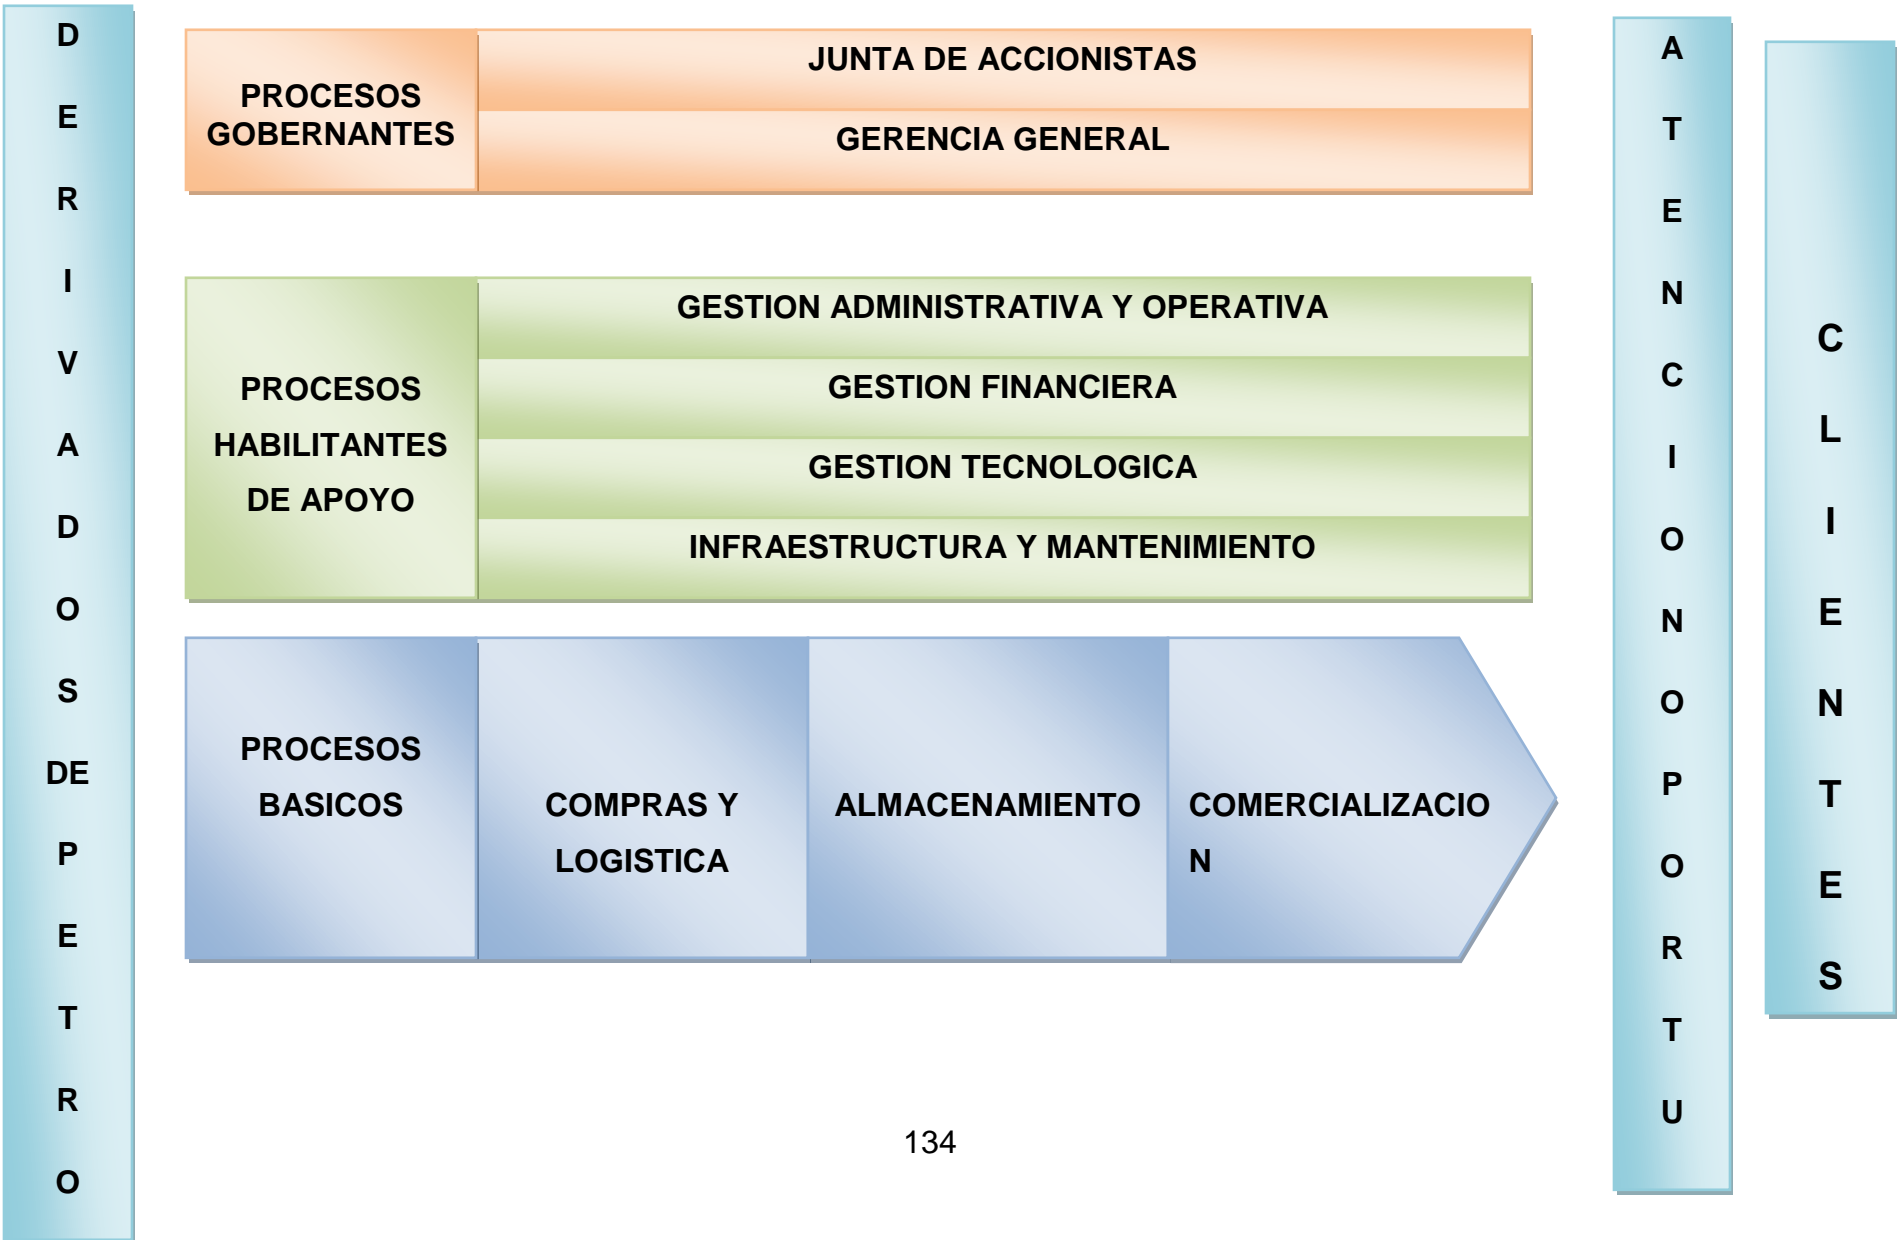 D
E
R
I
V
A
D
O
S
DE
P
E
T
R
O
PROCESOS
GOBERNANTES
JUNTA DE ACCIONISTAS
GERENCIA GENERAL
PROCESOS
HABILITANTES
DE APOYO
GESTION ADMINISTRATIVA Y OPERATIVA
GESTION FINANCIERA
GESTION TECNOLOGICA
INFRAESTRUCTURA Y MANTENIMIENTO
PROCESOS
BASICOS
COMPRAS Y
LOGISTICA
ALMACENAMIENTO
COMERCIALIZACIO
N
A
T
E
N
C
I
O
N
O
P
O
R
T
U
C
L
I
E
N
T
E
S
134